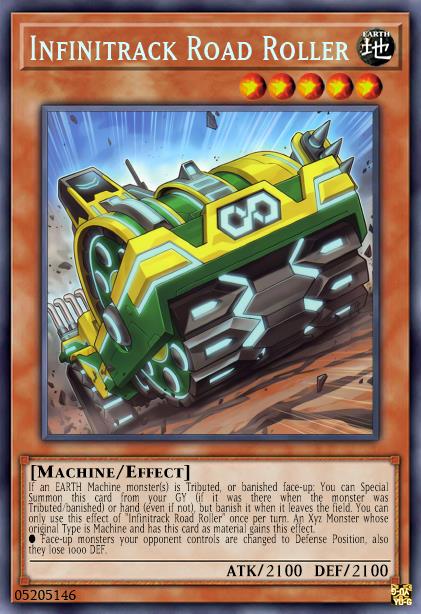 Infinitrack Road Roller
EARTH
地
[Machine/Effect]
If an EARTH Machine monster(s) is Tributed, or banished face-up: You can Special
Summon this card from your GY (if it was there when the monster was
Tributed/banished) or hand (even if not), but banish it when it leaves the field. You can
only use this effect of "Infinitrack Road Roller" once per turn. An Xyz Monster whose
original Type is Machine and has this card as material gains this effect.
● Face-up monsters your opponent controls are changed to Defense Position, also
they lose 1000 DEF.
ATK/2100 DEF/2100
05205146